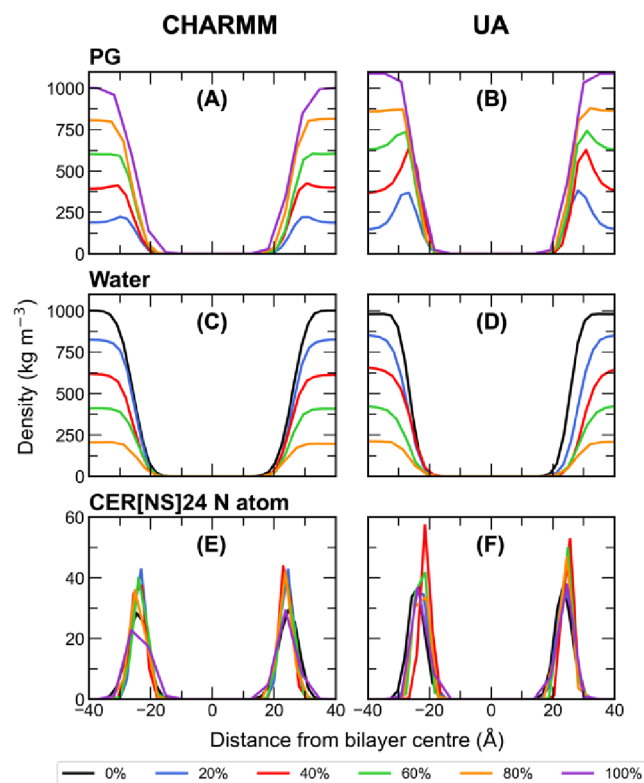 CHARMM UA
PG
1000
750
500
250
0
(A) (B)
Water
1000
750
500
250
0
(C) (D)
Density (kg m⁻³)
CER[NS]24 N atom
60
40
20
0
(E) (F)
−40 −20 0 20 40 −20 0 20 40
Distance from bilayer centre (Å)
0% 20% 40% 60% 80% 100%